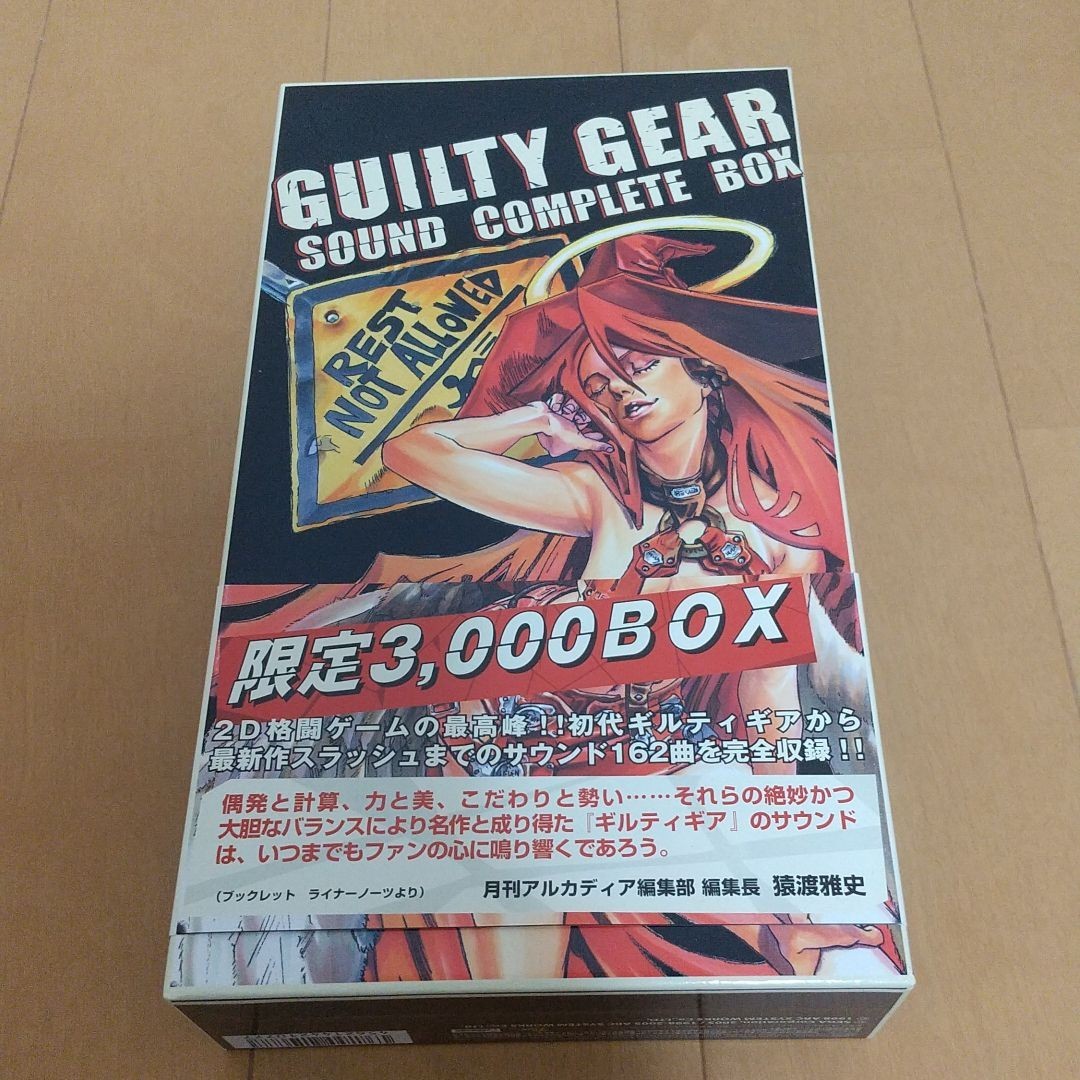 GUILTY GEAR
SOUND COMPLETE BOX
REST
NOT ALLOWED
限定3,000BOX
2D格闘ゲームの最高峰!!初代ギルティギアから
最新作スラッシュまでのサウンド162曲を完全収録!!
偶発と計算、力と美、こだわりと勢い……それらの絶妙かつ
大胆なバランスにより名作と成り得た『ギルティギア』のサウンド
は、いつまでもファンの心に鳴り響くであろう。
(ブックレット ライナーノーツより)
月刊アルカディア編集部 編集長 猿渡雅史